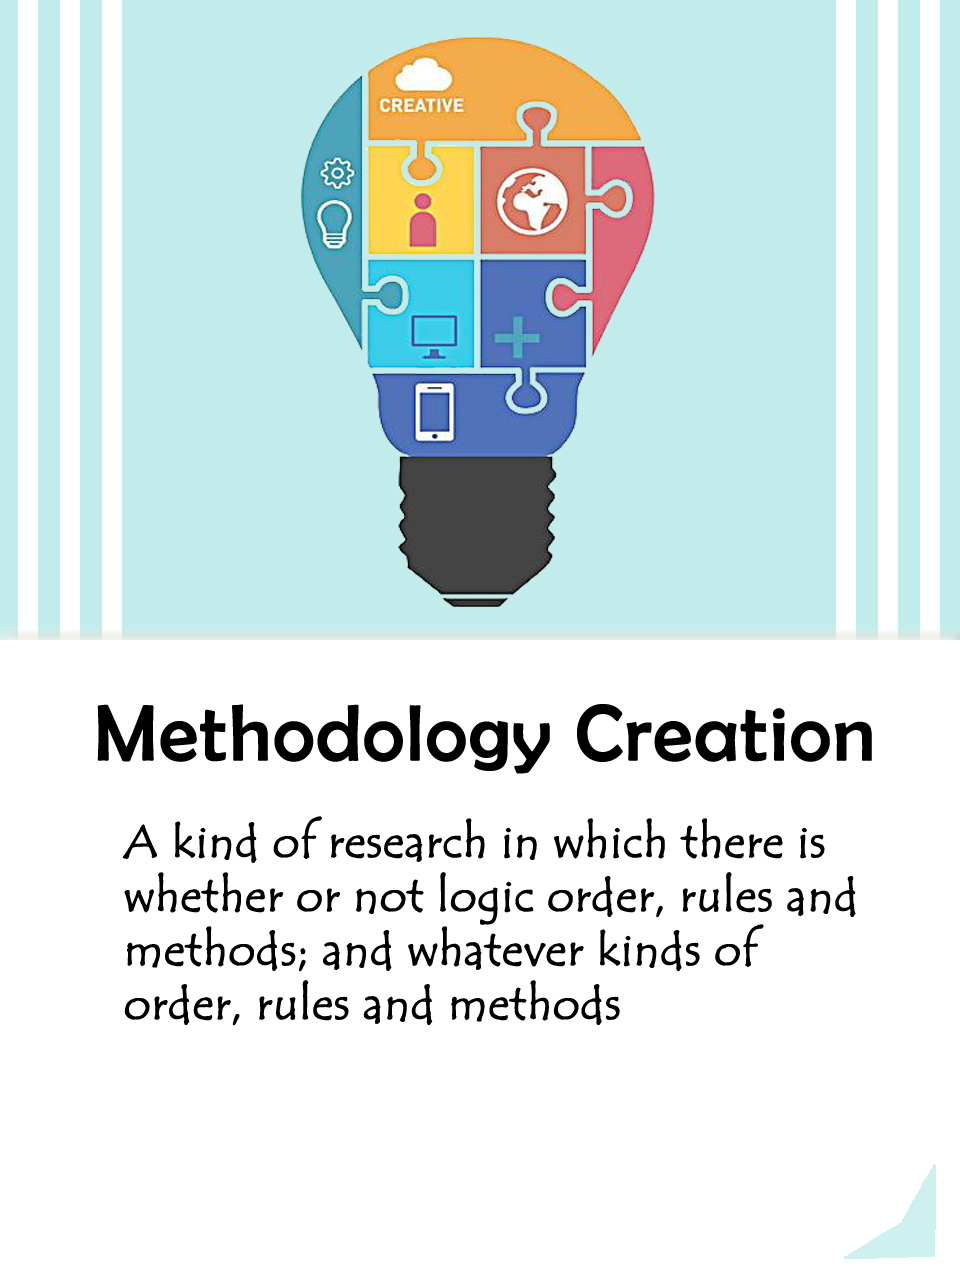 CREATIVE
Methodology Creation
A kind of research in which there is
whether or not logic order, rules and
methods; and whatever kinds of
order, rules and methods